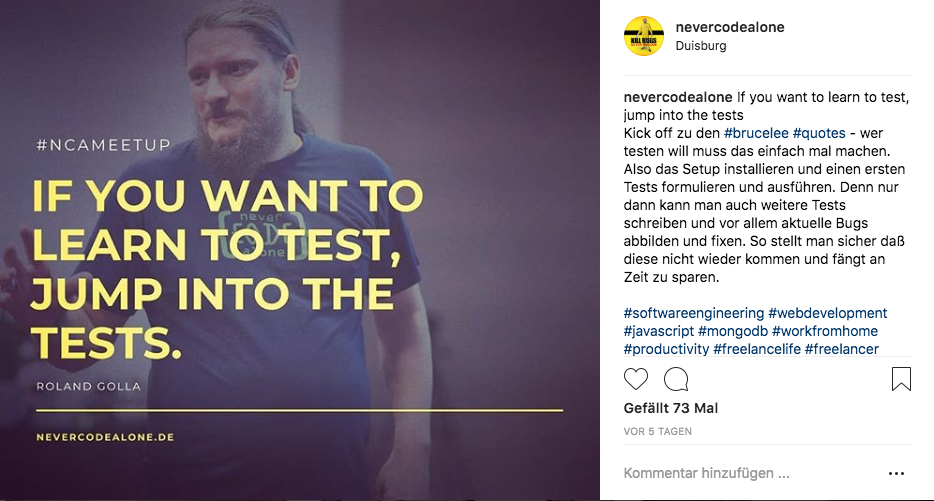 #NCAMEETUP
IF YOU WANT TO
LEARN TO TEST,
JUMP INTO THE
TESTS.
ROLAND GOLLA
NEVERCODEALONE.DE
never
CODE
alone
KILL BUGS
nevercodealone
Duisburg
nevercodealone If you want to learn to test,
jump into the tests
Kick off zu den #brucelee #quotes - wer
testen will muss das einfach mal machen.
Also das Setup installieren und einen ersten
Tests formulieren und ausführen. Denn nur
dann kann man auch weitere Tests
schreiben und vor allem aktuelle Bugs
abbilden und fixen. So stellt man sicher daß
diese nicht wieder kommen und fängt an
Zeit zu sparen.
#softwareengineering #webdevelopment
#javascript #mongodb #workfromhome
#productivity #freelancelife #freelancer
Gefällt 73 Mal
VOR 5 TAGEN
Kommentar hinzufügen ...